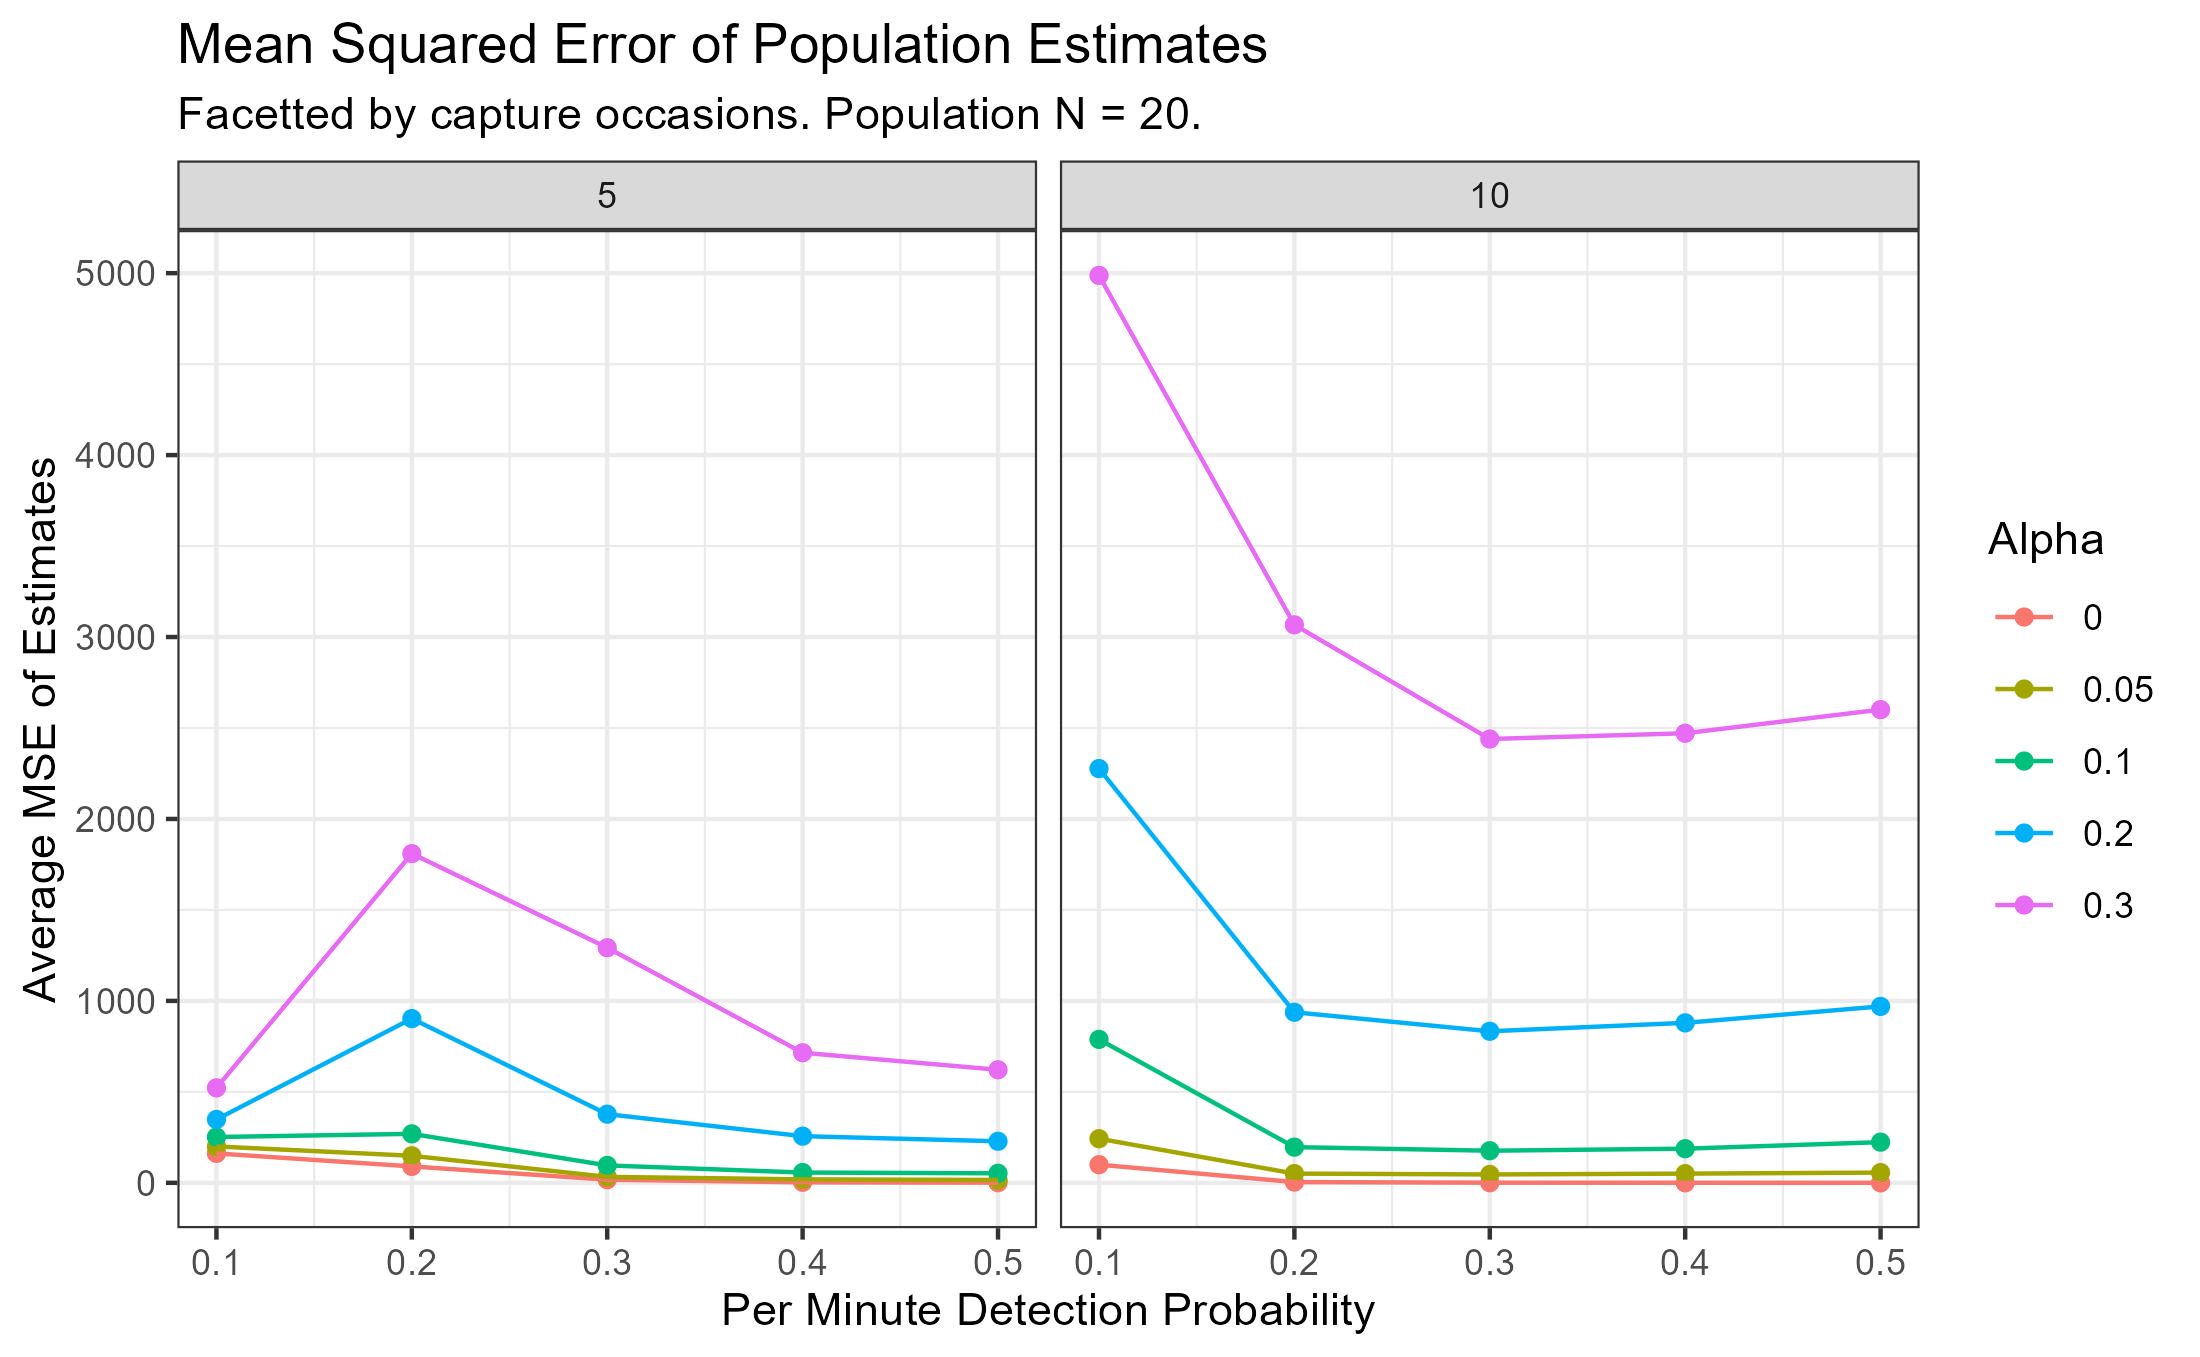 Mean Squared Error of Population Estimates
Facetted by capture occasions. Population N = 20.
5
10
Average MSE of Estimates
5000
4000
3000
2000
1000
0
0.1 0.2 0.3 0.4 0.5
0.1 0.2 0.3 0.4 0.5
Per Minute Detection Probability
Alpha
0
0.05
0.1
0.2
0.3